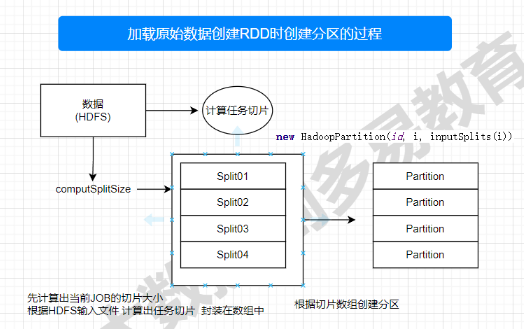 加载原始数据创建RDD时创建分区的过程
数据
(HDFS)
计算任务切片
new HadoopPartition(id, i, inputSplits(i))
computSplitSize
Split01
Split02
Split03
Split04
Partition
Partition
Partition
Partition
先计算出当前JOB的切片大小
根据HDFS输入文件 计算出任务切片 封装在数组中
根据切片数组创建分区
多易教育